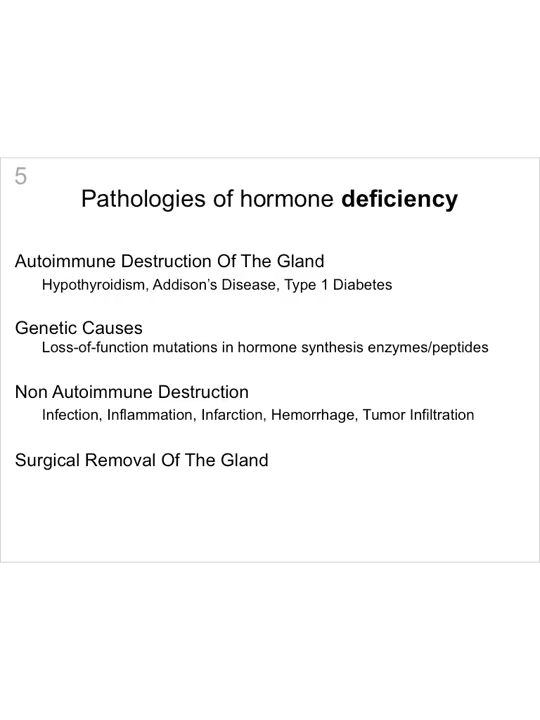 5
Pathologies of hormone deficiency
Autoimmune Destruction Of The Gland
Hypothyroidism, Addison's Disease, Type 1 Diabetes
Genetic Causes
Loss-of-function mutations in hormone synthesis enzymes/peptides
Non Autoimmune Destruction
Infection, Inflammation, Infarction, Hemorrhage, Tumor Infiltration
Surgical Removal Of The Gland